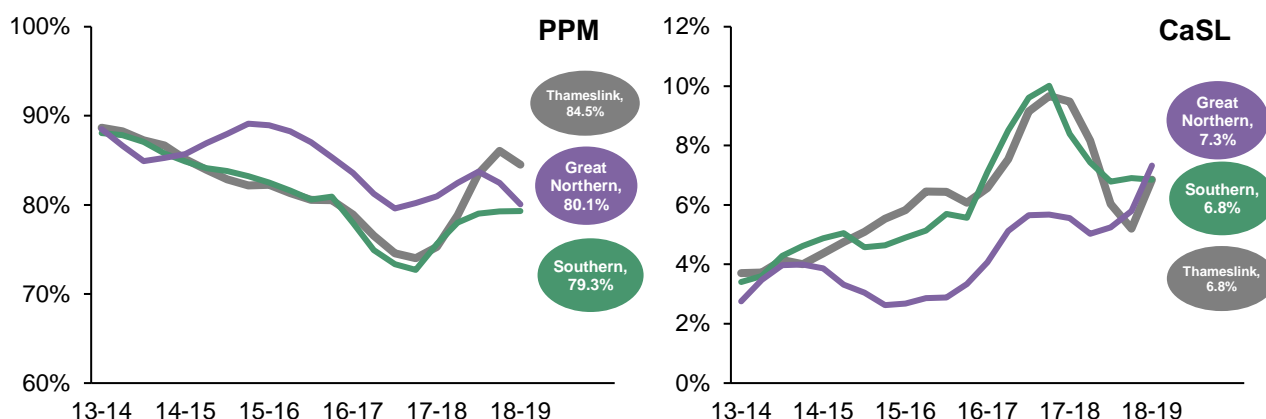 PPM
100%
90%
80%
70%
60%
Thameslink,
84.5%
Great
Northern,
80.1%
Southern,
79.3%
13-14 14-15 15-16 16-17 17-18 18-19
CaSL
12%
10%
8%
6%
4%
2%
0%
Great
Northern,
7.3%
Southern,
6.8%
Thameslink,
6.8%
13-14 14-15 15-16 16-17 17-18 18-19